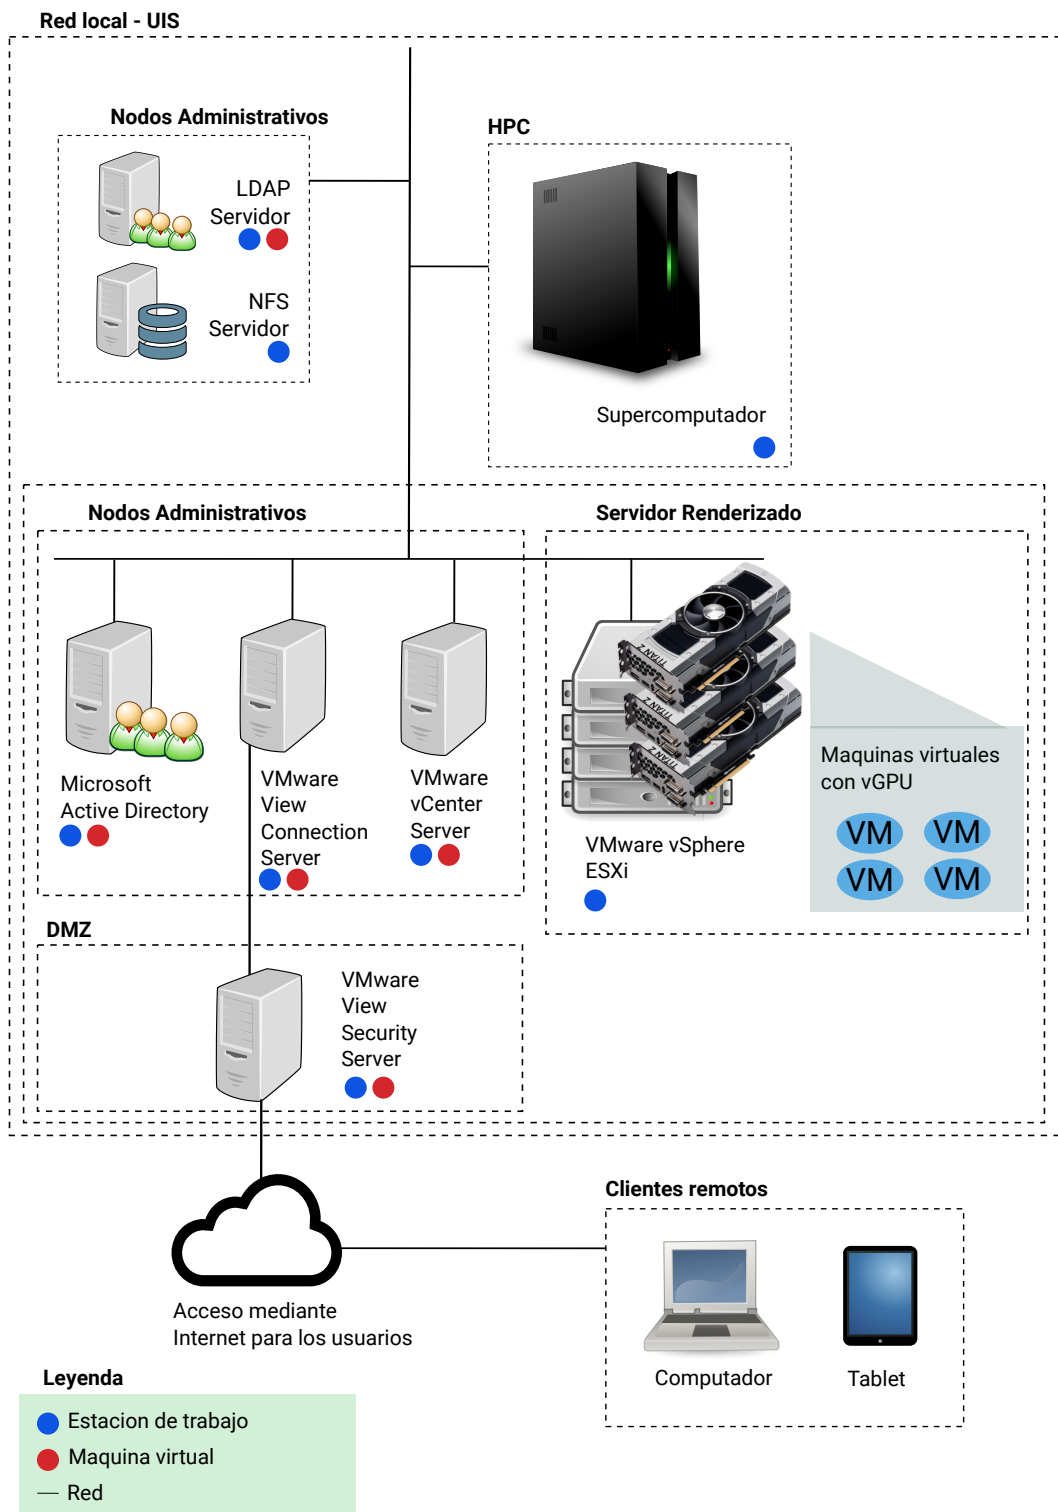 Red local - UIS
Nodos Administrativos
LDAP
Servidor
NFS
Servidor
HPC
Supercomputador
Nodos Administrativos
Microsoft
Active Directory
VMware
View
Connection
Server
VMware
vCenter
Server
Servidor Renderizado
TITAN Z
TITAN Z
TITAN Z
VMware vSphere
ESXi
Maquinas virtuales
con vGPU
VM VM
VM VM
DMZ
VMware
View
Security
Server
Acceso mediante
Internet para los usuarios
Clientes remotos
Computador
Tablet
Leyenda
Estacion de trabajo
Maquina virtual
Red